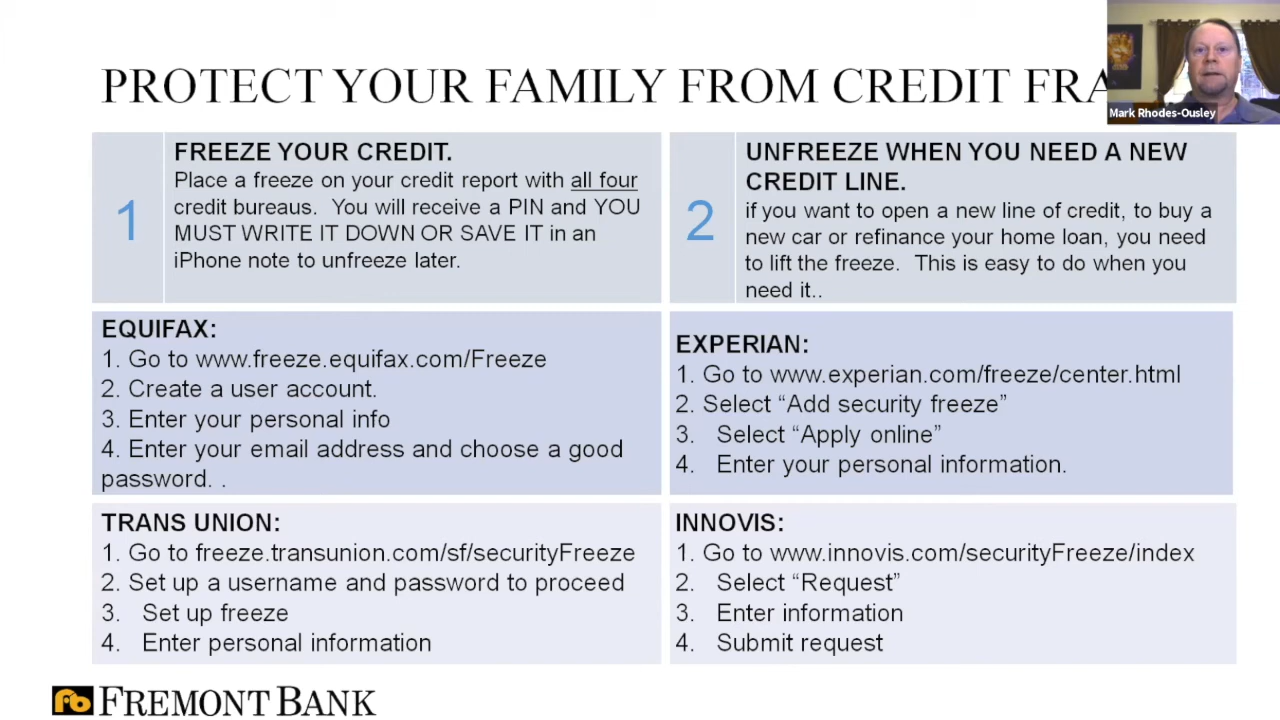 PROTECT YOUR FAMILY FROM CREDIT FRA
Mark Rhodes-Ousley
1
FREEZE YOUR CREDIT.
Place a freeze on your credit report with all four
credit bureaus. You will receive a PIN and YOU
MUST WRITE IT DOWN OR SAVE IT in an
iPhone note to unfreeze later.
2
UNFREEZE WHEN YOU NEED A NEW
CREDIT LINE.
if you want to open a new line of credit, to buy a
new car or refinance your home loan, you need
to lift the freeze. This is easy to do when you
need it..
EQUIFAX:
1. Go to www.freeze.equifax.com/Freeze
2. Create a user account.
3. Enter your personal info
4. Enter your email address and choose a good
password. .
EXPERIAN:
1. Go to www.experian.com/freeze/center.html
2. Select “Add security freeze”
3. Select “Apply online”
4. Enter your personal information.
TRANS UNION:
1. Go to freeze.transunion.com/sf/securityFreeze
2. Set up a username and password to proceed
3. Set up freeze
4. Enter personal information
INNOVIS:
1. Go to www.innovis.com/securityFreeze/index
2. Select “Request”
3. Enter information
4. Submit request
FREMONT BANK